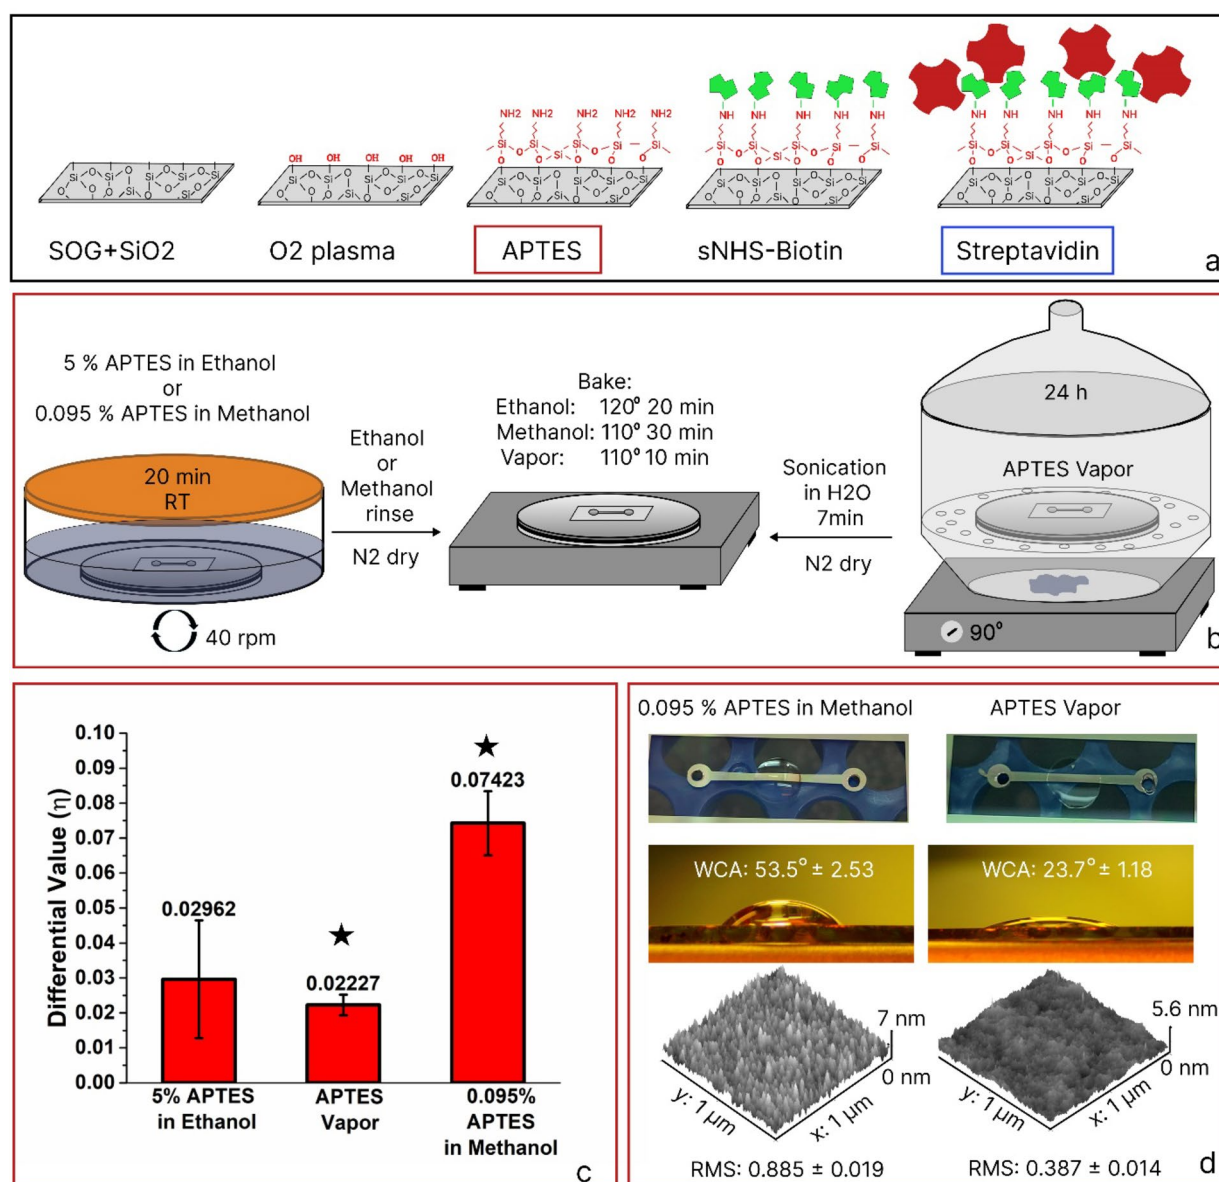 NH2 NH2 NH2 NH2 NH2
NH NH NH NH NH
NH NH NH NH NH
OH OH OH OH OH
SOG+SiO2
O2 plasma
APTES
sNHS-Biotin
Streptavidin
a
5 % APTES in Ethanol
or
0.095 % APTES in Methanol
20 min
RT
40 rpm
Ethanol
or
Methanol
rinse
N2 dry
Bake:
Ethanol: 120° 20 min
Methanol: 110° 30 min
Vapor: 110° 10 min
Sonication
in H2O
7min
N2 dry
24 h
APTES Vapor
90°
b
Differential Value (η)
0.10
0.09
0.08
0.07
0.06
0.05
0.04
0.03
0.02
0.01
0.00
0.02962
0.02227
0.07423
★
★
5% APTES
in Ethanol
APTES
Vapor
0.095%
APTES
in Methanol
c
0.095 % APTES in Methanol
APTES Vapor
WCA: 53.5° ± 2.53
WCA: 23.7° ± 1.18
7 nm
0 nm
y: 1 µm
x: 1 µm
5.6 nm
0 nm
y: 1 µm
x: 1 µm
RMS: 0.885 ± 0.019
RMS: 0.387 ± 0.014
d